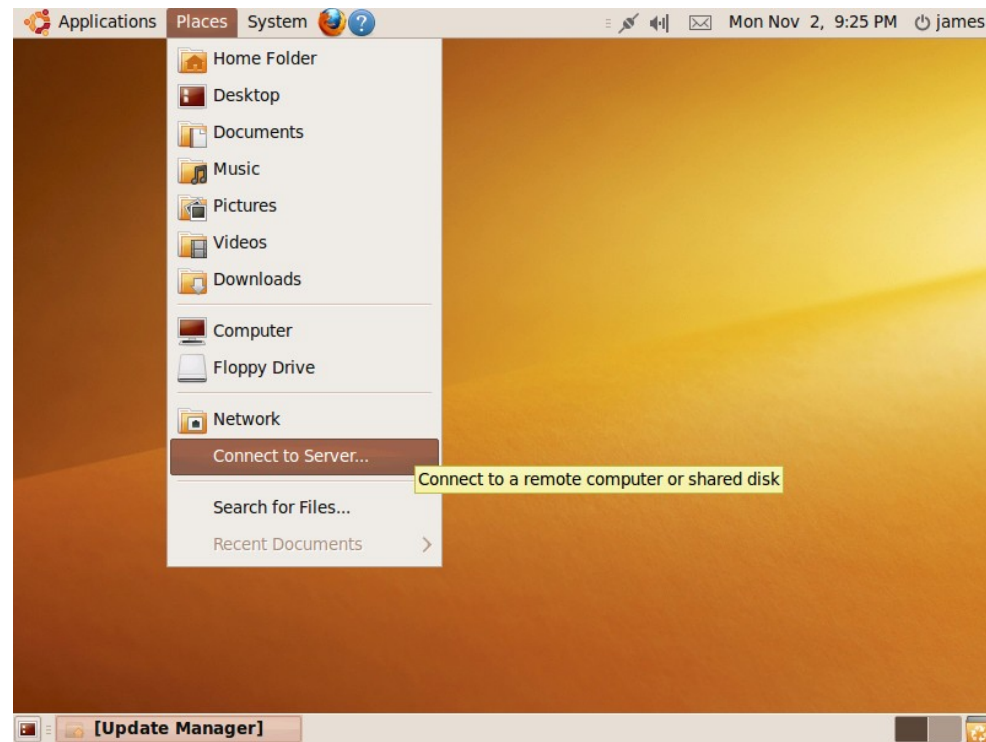 Applications Places System ? Mon Nov 2, 9:25 PM james
Home Folder
Desktop
Documents
Music
Pictures
Videos
Downloads
Computer
Floppy Drive
Network
Connect to Server...
Connect to a remote computer or shared disk
Search for Files...
Recent Documents
[Update Manager]